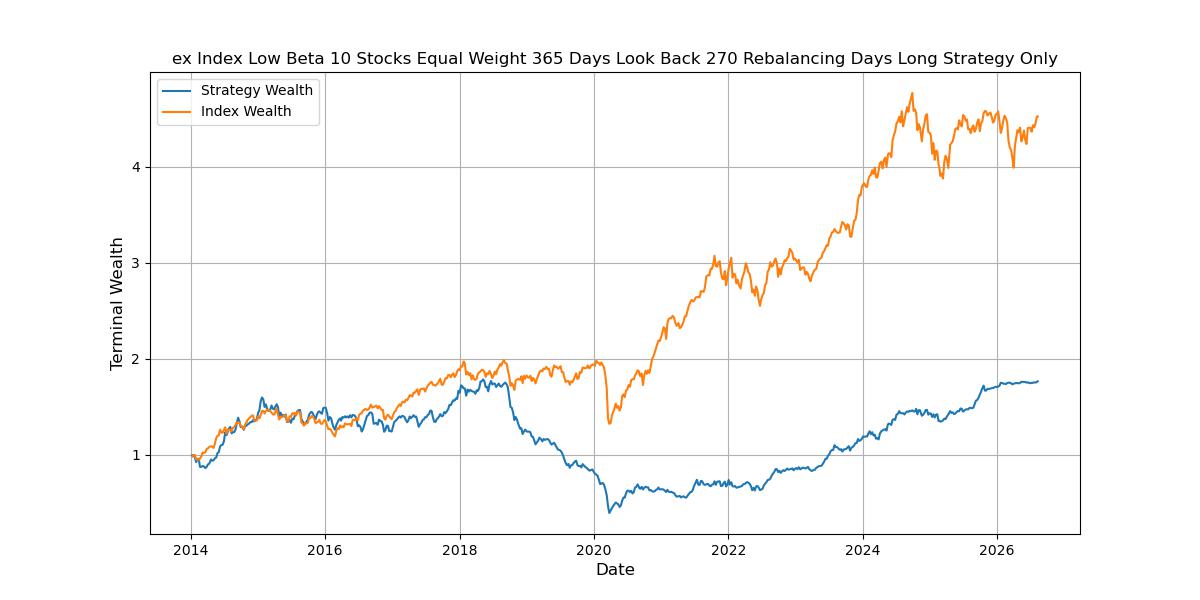 ex Index Low Beta 10 Stocks Equal Weight 365 Days Look Back 270 Rebalancing Days Long Strategy Only
Strategy Wealth
Index Wealth
Terminal Wealth
4
3
2
1
2014 2016 2018 2020 2022 2024 2026
Date